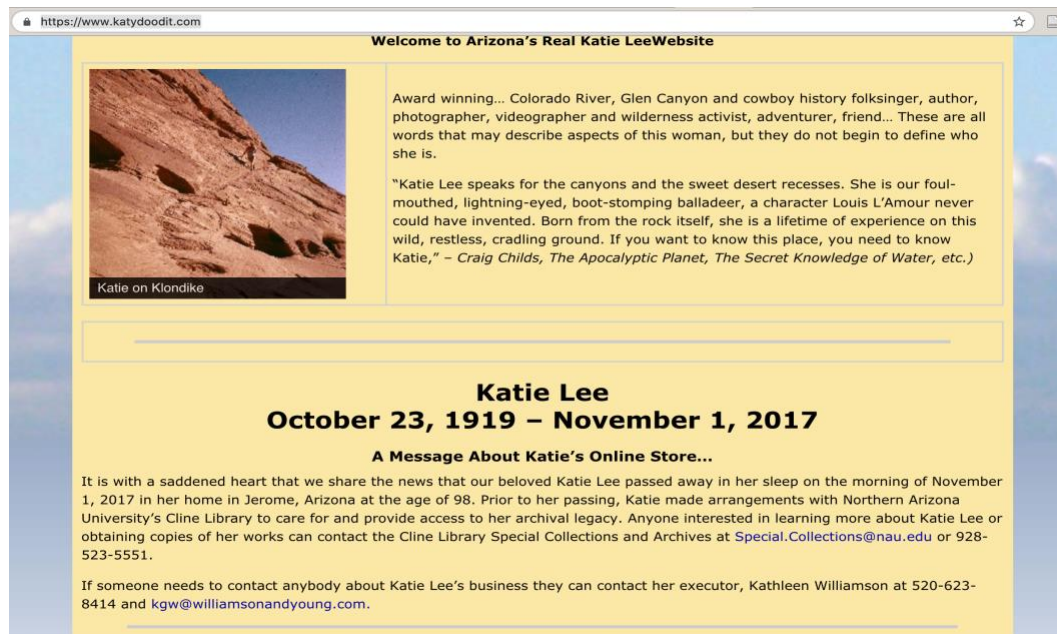 https://www.katydoodit.com
Welcome to Arizona’s Real Katie LeeWebsite
Award winning… Colorado River, Glen Canyon and cowboy history folksinger, author,
photographer, videographer and wilderness activist, adventurer, friend… These are all
words that may describe aspects of this woman, but they do not begin to define who
she is.
“Katie Lee speaks for the canyons and the sweet desert recesses. She is our foul-
mouthed, lightning-eyed, boot-stomping balladeer, a character Louis L’Amour never
could have invented. Born from the rock itself, she is a lifetime of experience on this
wild, restless, cradling ground. If you want to know this place, you need to know
Katie,” – Craig Childs, The Apocalyptic Planet, The Secret Knowledge of Water, etc.)
Katie on Klondike
Katie Lee
October 23, 1919 – November 1, 2017
A Message About Katie’s Online Store...
It is with a saddened heart that we share the news that our beloved Katie Lee passed away in her sleep on the morning of November
1, 2017 in her home in Jerome, Arizona at the age of 98. Prior to her passing, Katie made arrangements with Northern Arizona
University’s Cline Library to care for and provide access to her archival legacy. Anyone interested in learning more about Katie Lee or
obtaining copies of her works can contact the Cline Library Special Collections and Archives at Special.Collections@nau.edu or 928-
523-5551.
If someone needs to contact anybody about Katie Lee’s business they can contact her executor, Kathleen Williamson at 520-623-
8414 and kgw@williamsonandyoung.com.